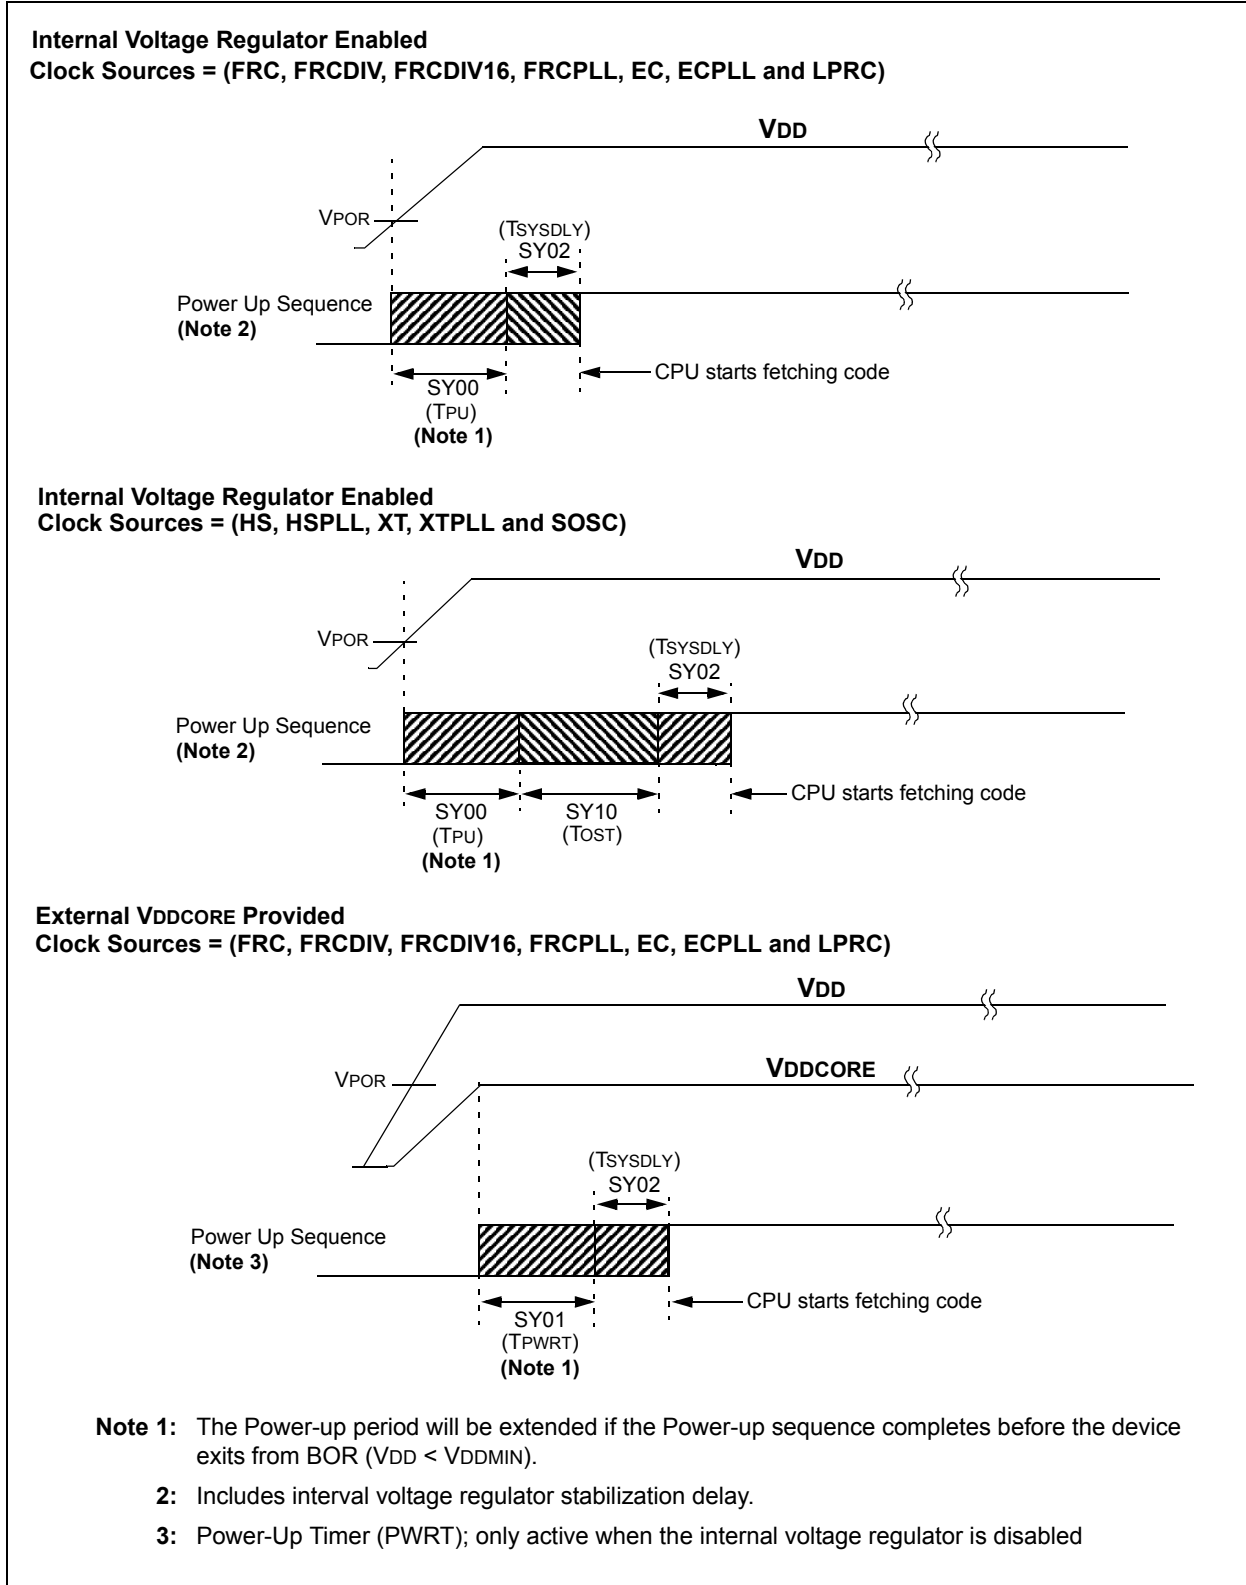 Internal Voltage Regulator Enabled
Clock Sources = (FRC, FRCDIV, FRCDIV16, FRCPLL, EC, ECPLL and LPRC)
VDD
VPOR
(TSYSDLY)
SY02
Power Up Sequence
(Note 2)
CPU starts fetching code
SY00
(TPU)
(Note 1)
Internal Voltage Regulator Enabled
Clock Sources = (HS, HSPLL, XT, XTPLL and SOSC)
VDD
VPOR
(TSYSDLY)
SY02
Power Up Sequence
(Note 2)
CPU starts fetching code
SY00
(TPU)
(Note 1)
SY10
(TOST)
External VDDCORE Provided
Clock Sources = (FRC, FRCDIV, FRCDIV16, FRCPLL, EC, ECPLL and LPRC)
VDD
VPOR
VDDCORE
(TSYSDLY)
SY02
Power Up Sequence
(Note 3)
CPU starts fetching code
SY01
(TPWRT)
(Note 1)
Note 1: The Power-up period will be extended if the Power-up sequence completes before the device
exits from BOR (VDD < VDDMIN).
2: Includes interval voltage regulator stabilization delay.
3: Power-Up Timer (PWRT); only active when the internal voltage regulator is disabled